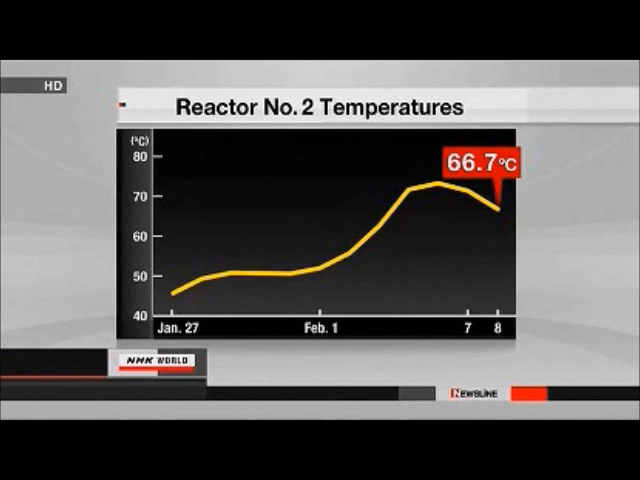 HD
Reactor No. 2 Temperatures
(°C)
80
70
60
50
40
66.7°C
Jan. 27
Feb. 1
7
8
NHK WORLD
NEWSLINE